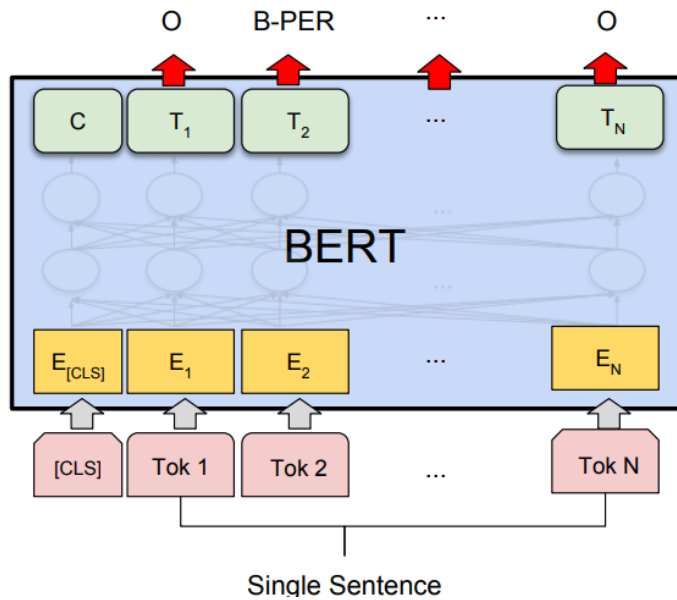 O B-PER ... O
C T1 T2 ... TN
...
BERT
...
E[CLS] E1 E2 ... EN
[CLS] Tok 1 Tok 2 ... Tok N
Single Sentence